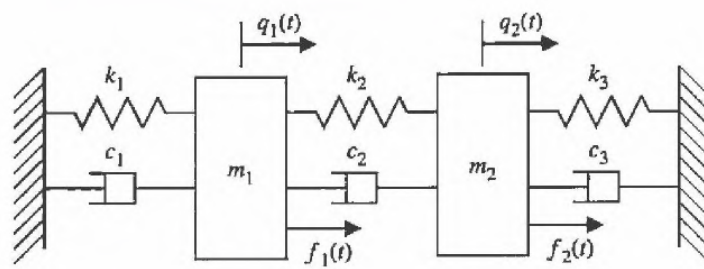 q₁(t) q₂(t)
k₁ k₂ k₃
c₁ c₂ c₃
m₁ m₂
f₁(t) f₂(t)